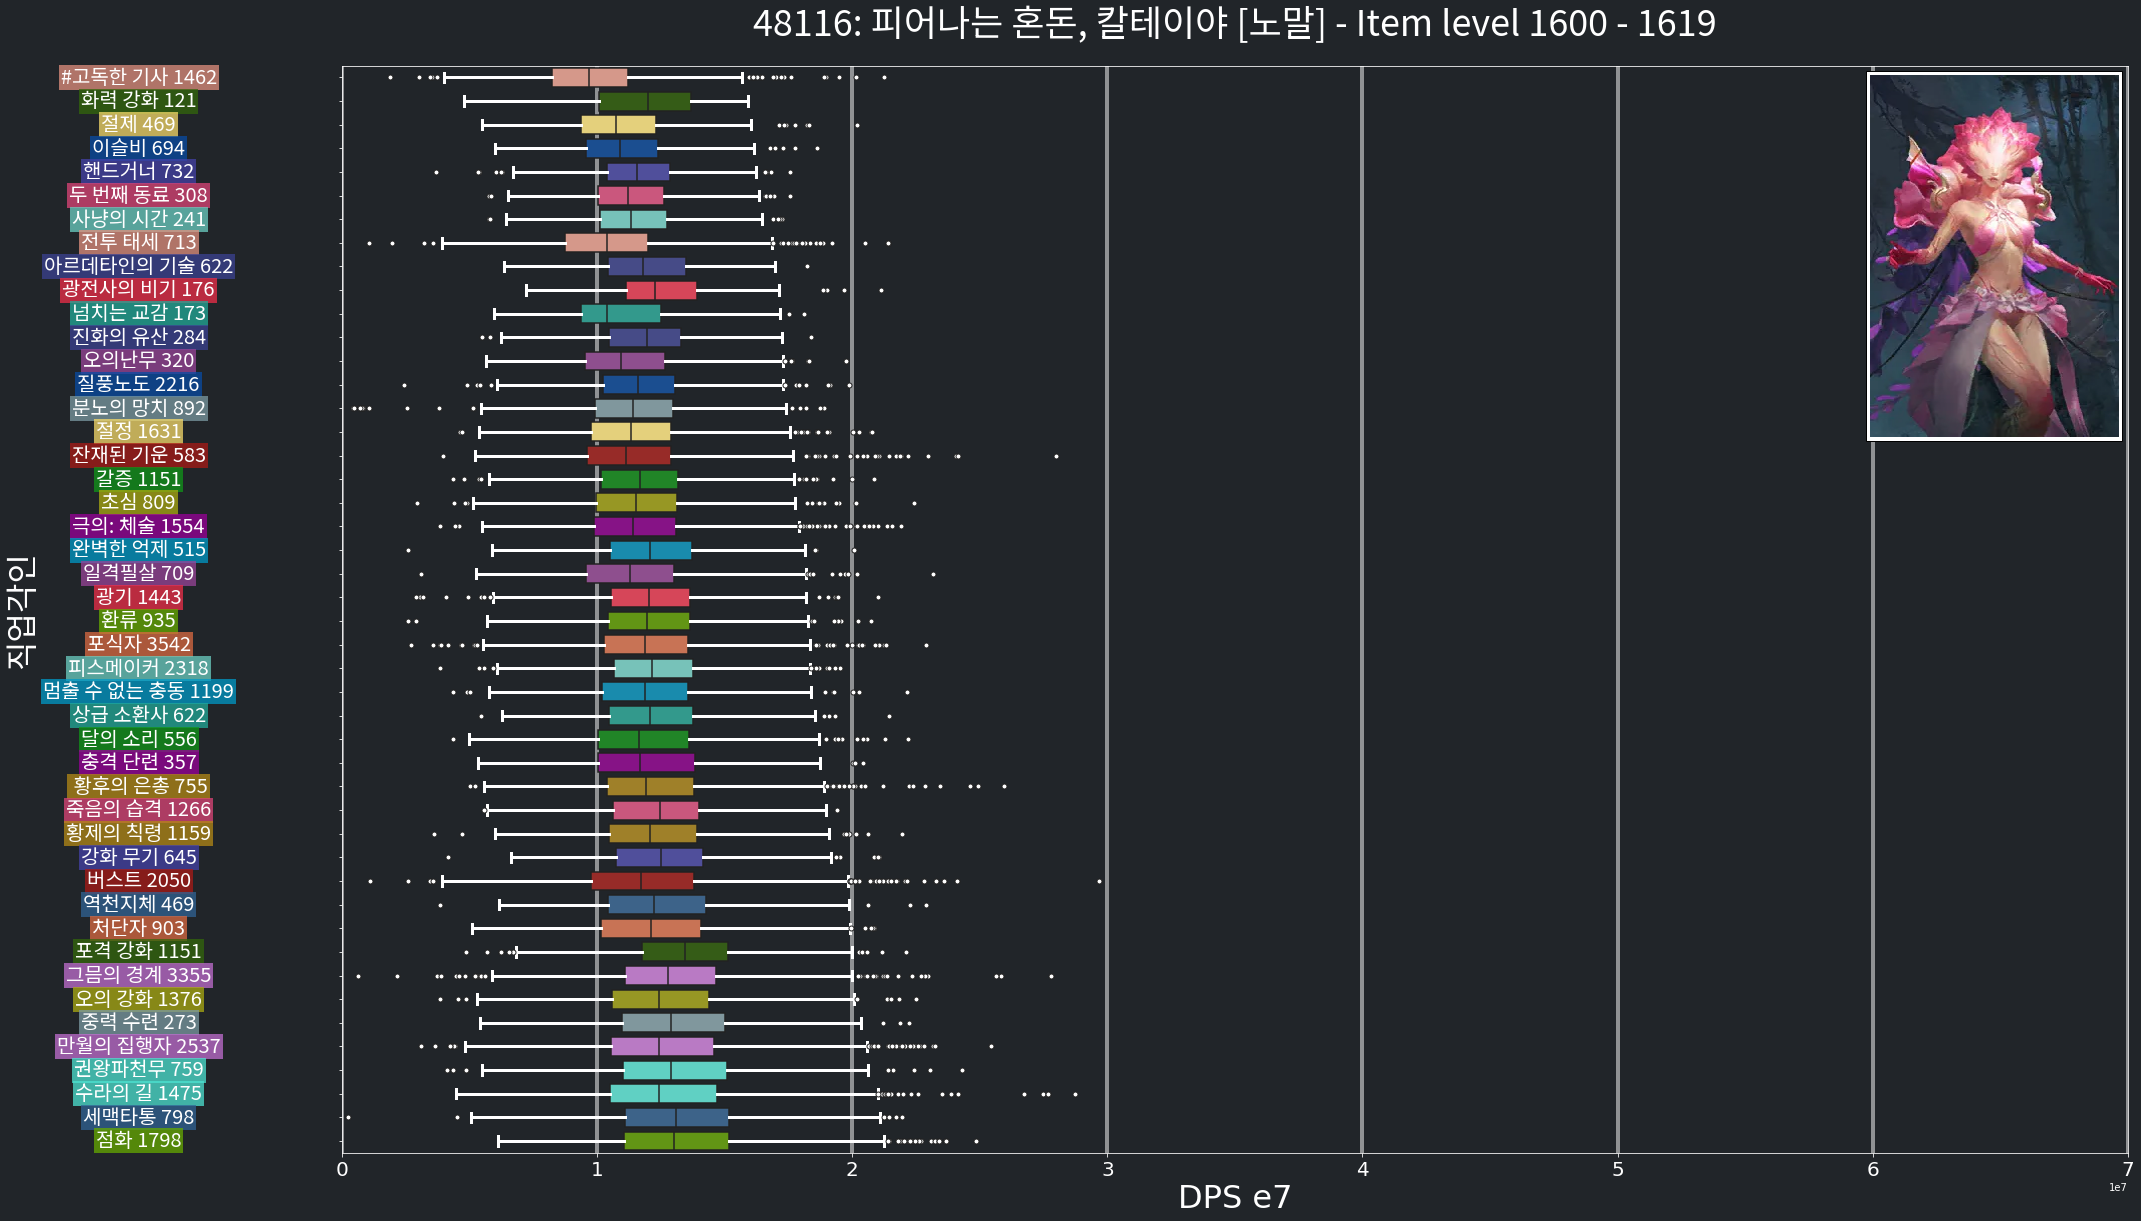 48116: 피어나는 혼돈, 칼테이야 [노말] - Item level 1600 - 1619
#고독한 기사 1462
화력 강화 121
절제 469
이슬비 694
핸드거너 732
두 번째 동료 308
사냥의 시간 241
전투 태세 713
아르데타인의 기술 622
광전사의 비기 176
넘치는 교감 173
진화의 유산 284
오의난무 320
질풍노도 2216
분노의 망치 892
절정 1631
잔재된 기운 583
갈증 1151
초심 809
극의: 체술 1554
완벽한 억제 515
일격필살 709
광기 1443
환류 935
포식자 3542
피스메이커 2318
멈출 수 없는 충동 1199
상급 소환사 622
달의 소리 556
충격 단련 357
황후의 은총 755
죽음의 습격 1266
황제의 칙령 1159
강화 무기 645
버스트 2050
역천지체 469
처단자 903
포격 강화 1151
그믐의 경계 3355
오의 강화 1376
중력 수련 273
만월의 집행자 2537
권왕파천무 759
수라의 길 1475
세맥타통 798
점화 1798
직업각인
0 1 2 3 4 5 6 7
DPS e7
1e7